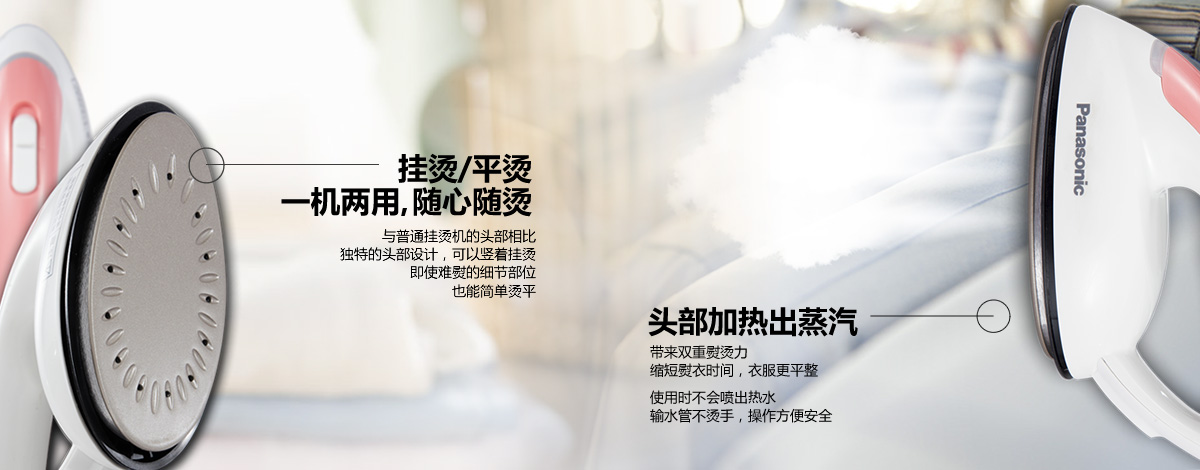 挂烫/平烫
一机两用,随心随烫
与普通挂烫机的头部相比
独特的头部设计，可以竖着挂烫
即使难熨的细节部位
也能简单烫平
Panasonic
头部加热出蒸汽
带来双重熨烫力
缩短熨衣时间，衣服更平整
使用时不会喷出热水
输水管不烫手，操作方便安全